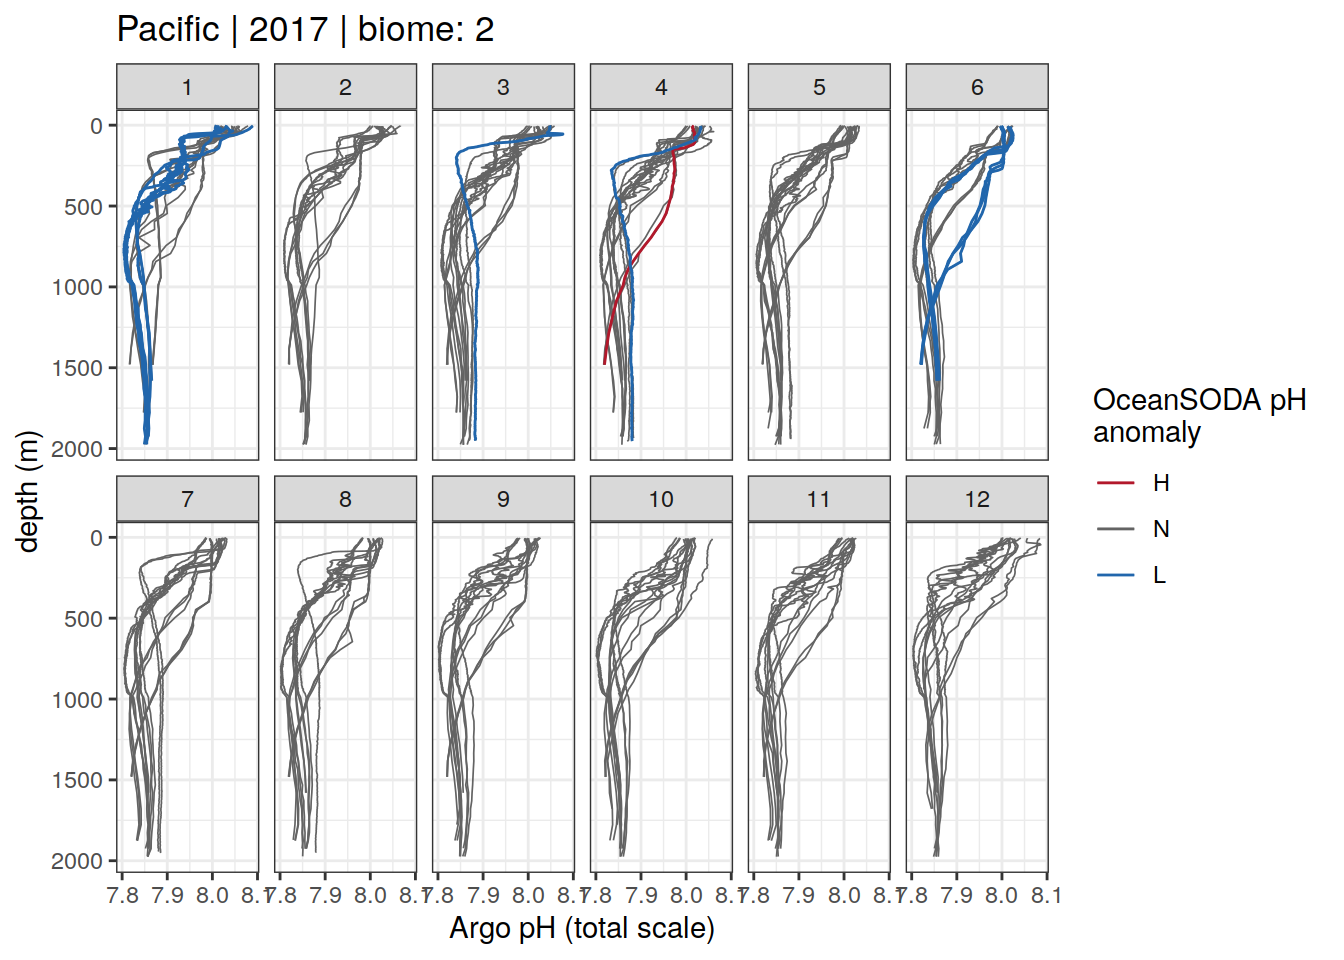 Pacific | 2017 | biome: 2
1 2 3 4 5 6
0
500
1000
1500
2000
7 8 9 10 11 12
0
500
1000
1500
2000
7.8 7.9 8.0 8.1 7.8 7.9 8.0 8.1 7.8 7.9 8.0 8.1 7.8 7.9 8.0 8.1 7.8 7.9 8.0 8.1 7.8 7.9 8.0 8.1
Argo pH (total scale)
depth (m)
OceanSODA pH
anomaly
H
N
L